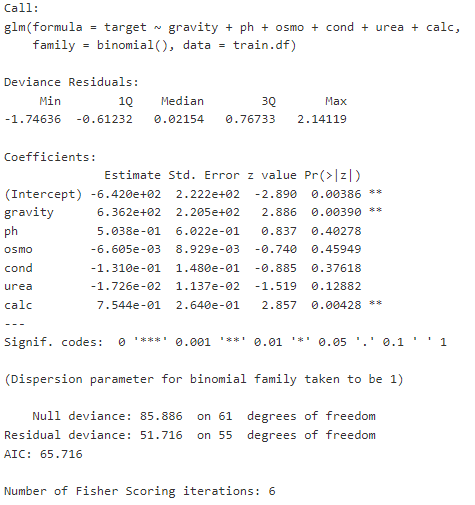 Call:
glm(formula = target ~ gravity + ph + osmo + cond + urea + calc,
    family = binomial(), data = train.df)

Deviance Residuals:
     Min       1Q   Median       3Q      Max
-1.74636 -0.61232  0.02154  0.76733  2.14119

Coefficients:
              Estimate Std. Error z value Pr(>|z|)
(Intercept) -6.420e+02  2.222e+02  -2.890  0.00386 **
gravity      6.362e+02  2.205e+02   2.886  0.00390 **
ph           5.038e-01  6.022e-01   0.837  0.40278
osmo        -6.605e-03  8.929e-03  -0.740  0.45949
cond        -1.310e-01  1.480e-01  -0.885  0.37618
urea        -1.726e-02  1.137e-02  -1.519  0.12882
calc         7.544e-01  2.640e-01   2.857  0.00428 **
---
Signif. codes:  0 '***' 0.001 '**' 0.01 '*' 0.05 '.' 0.1 ' ' 1

(Dispersion parameter for binomial family taken to be 1)

    Null deviance: 85.886  on 61  degrees of freedom
Residual deviance: 51.716  on 55  degrees of freedom
AIC: 65.716

Number of Fisher Scoring iterations: 6